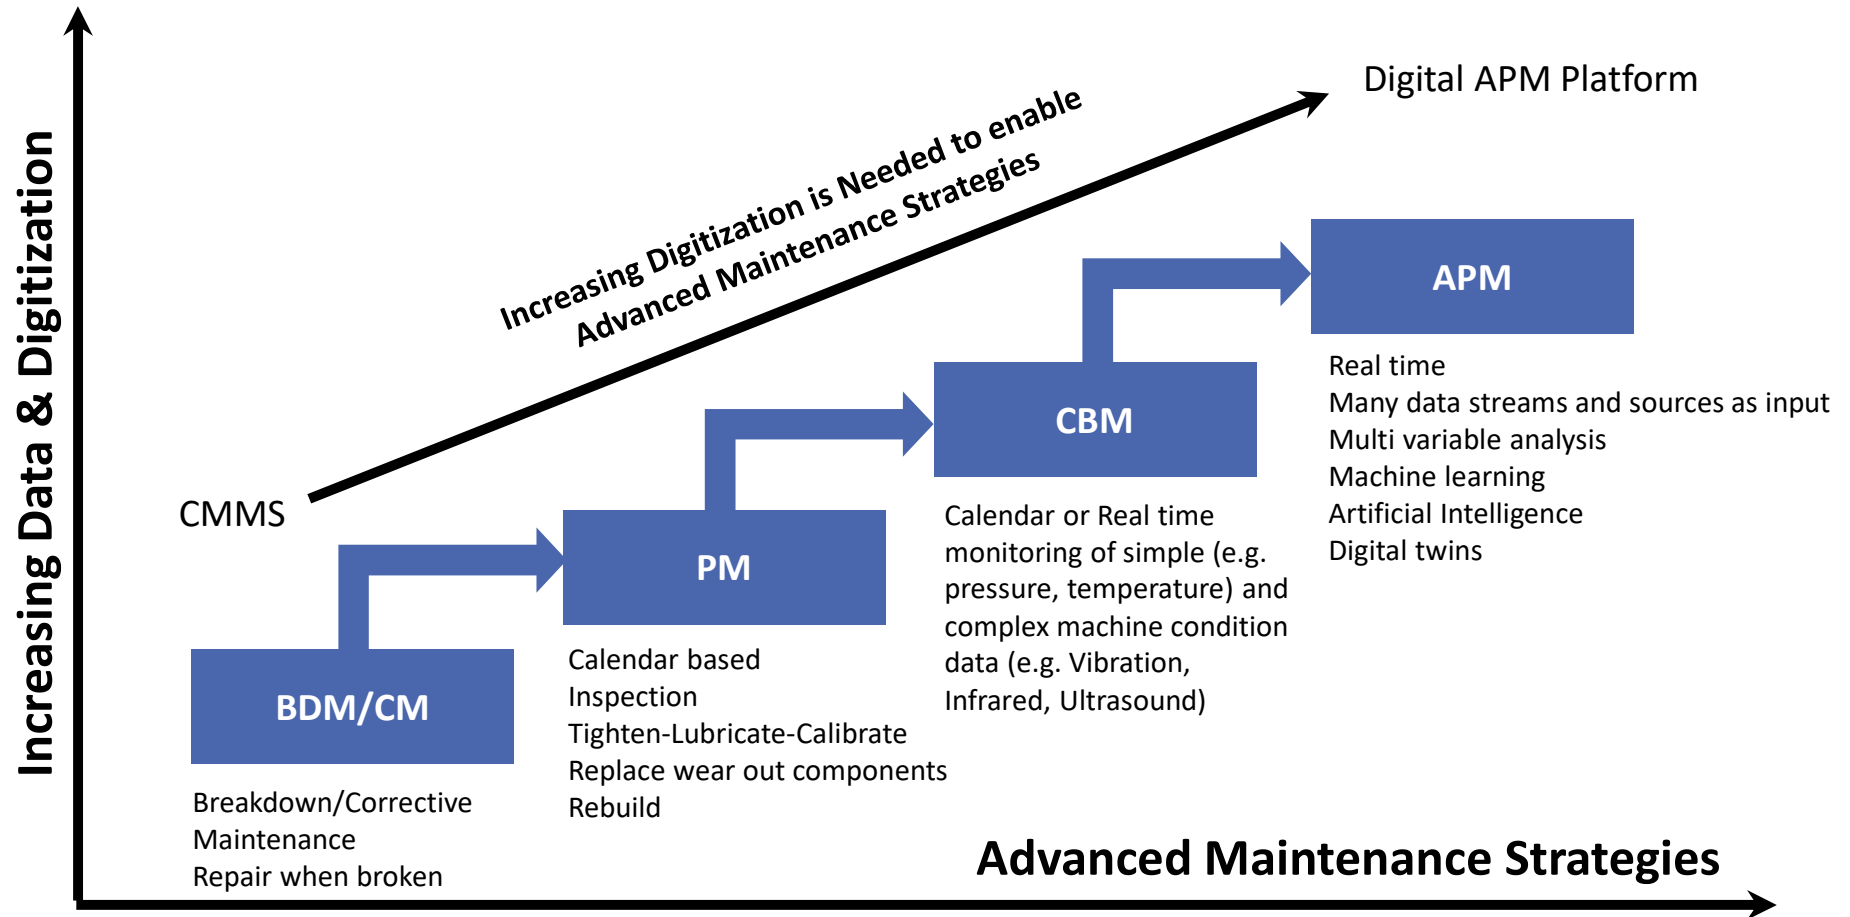 Increasing Data & Digitization
Digital APM Platform
Increasing Digitization is Needed to enable
Advanced Maintenance Strategies
CMMS
APM
Real time
Many data streams and sources as input
Multi variable analysis
Machine learning
Artificial Intelligence
Digital twins
CBM
Calendar or Real time
monitoring of simple (e.g.
pressure, temperature) and
complex machine condition
data (e.g. Vibration,
Infrared, Ultrasound)
PM
Calendar based
Inspection
Tighten-Lubricate-Calibrate
Replace wear out components
Rebuild
BDM/CM
Breakdown/Corrective
Maintenance
Repair when broken
Advanced Maintenance Strategies